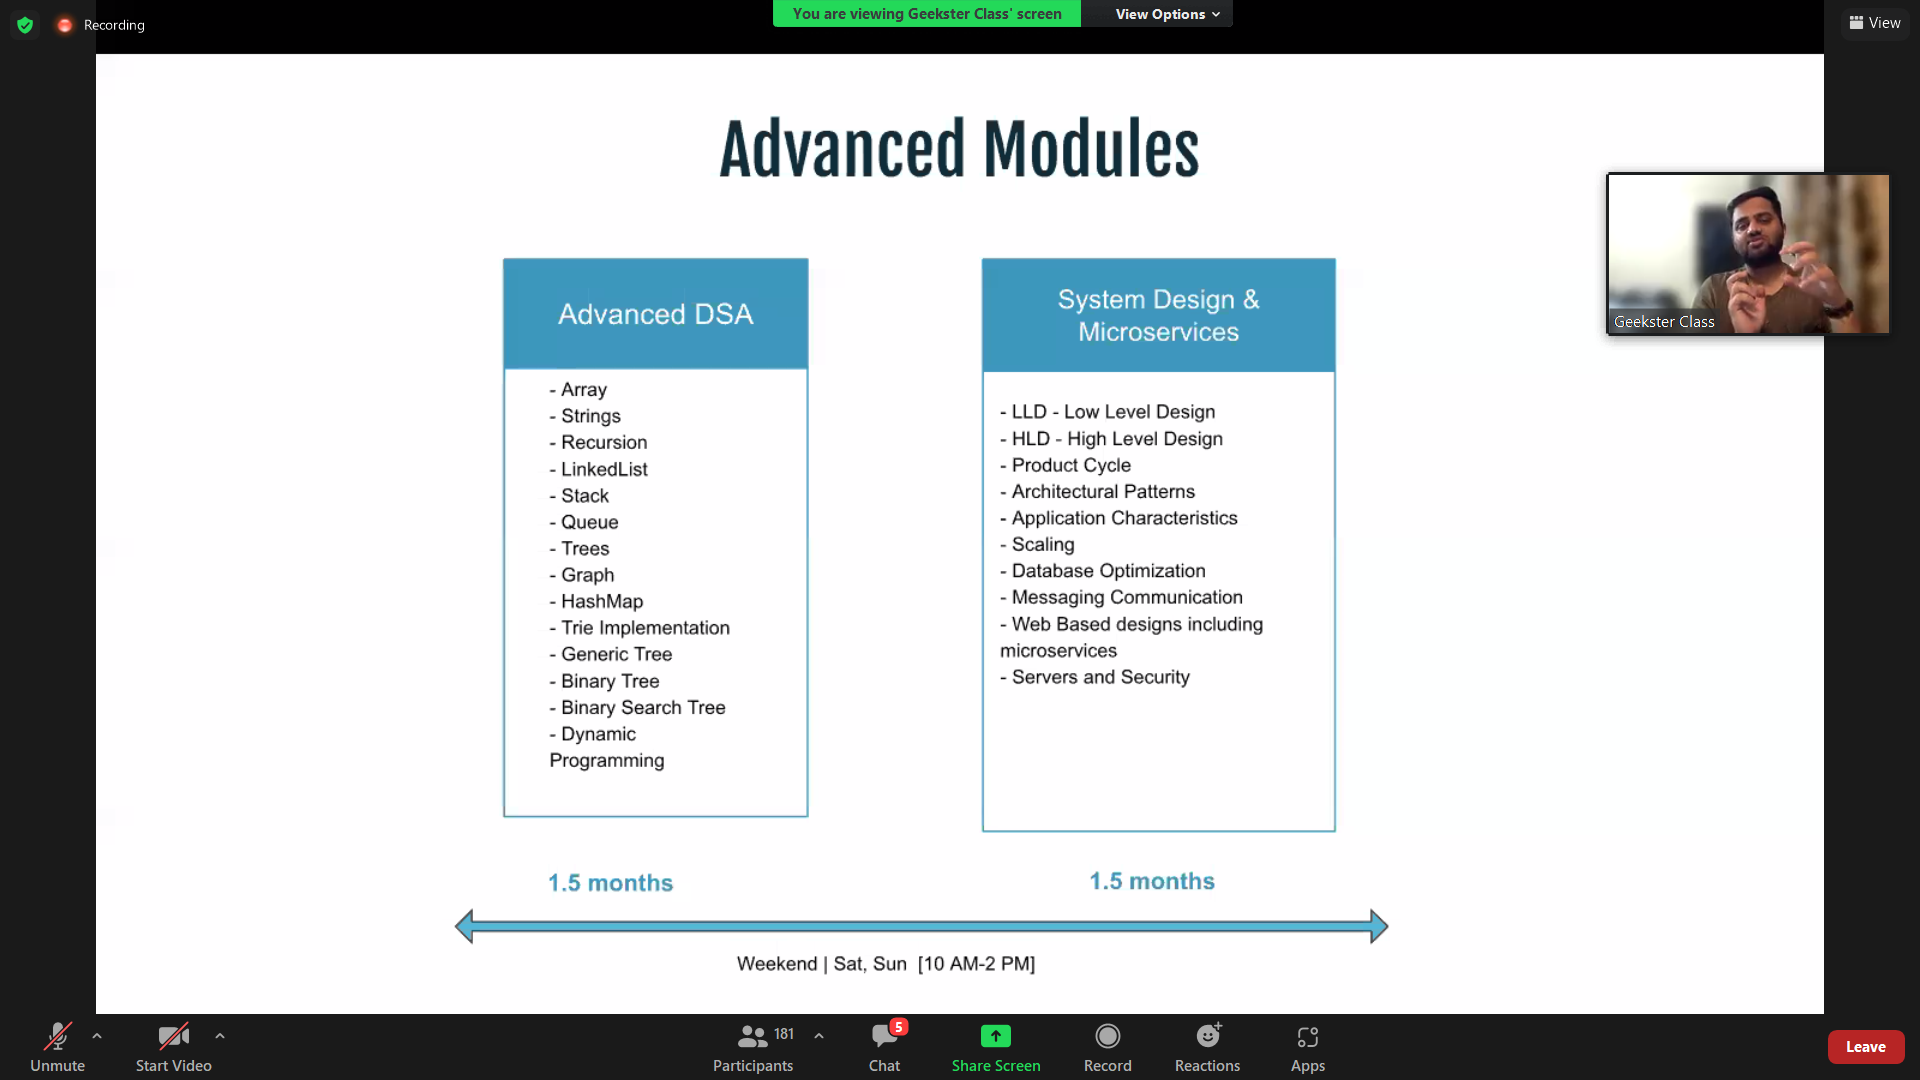 Recording
You are viewing Geekster Class' screen
View Options
View
Advanced Modules
Advanced DSA
- Array
- Strings
- Recursion
- LinkedList
- Stack
- Queue
- Trees
- Graph
- HashMap
- Trie Implementation
- Generic Tree
- Binary Tree
- Binary Search Tree
- Dynamic
Programming
1.5 months
System Design &
Microservices
- LLD - Low Level Design
- HLD - High Level Design
- Product Cycle
- Architectural Patterns
- Application Characteristics
- Scaling
- Database Optimization
- Messaging Communication
- Web Based designs including
microservices
- Servers and Security
1.5 months
Weekend | Sat, Sun [10 AM-2 PM]
Geekster Class
Unmute
Start Video
181
Participants
5
Chat
Share Screen
Record
Reactions
Apps
Leave